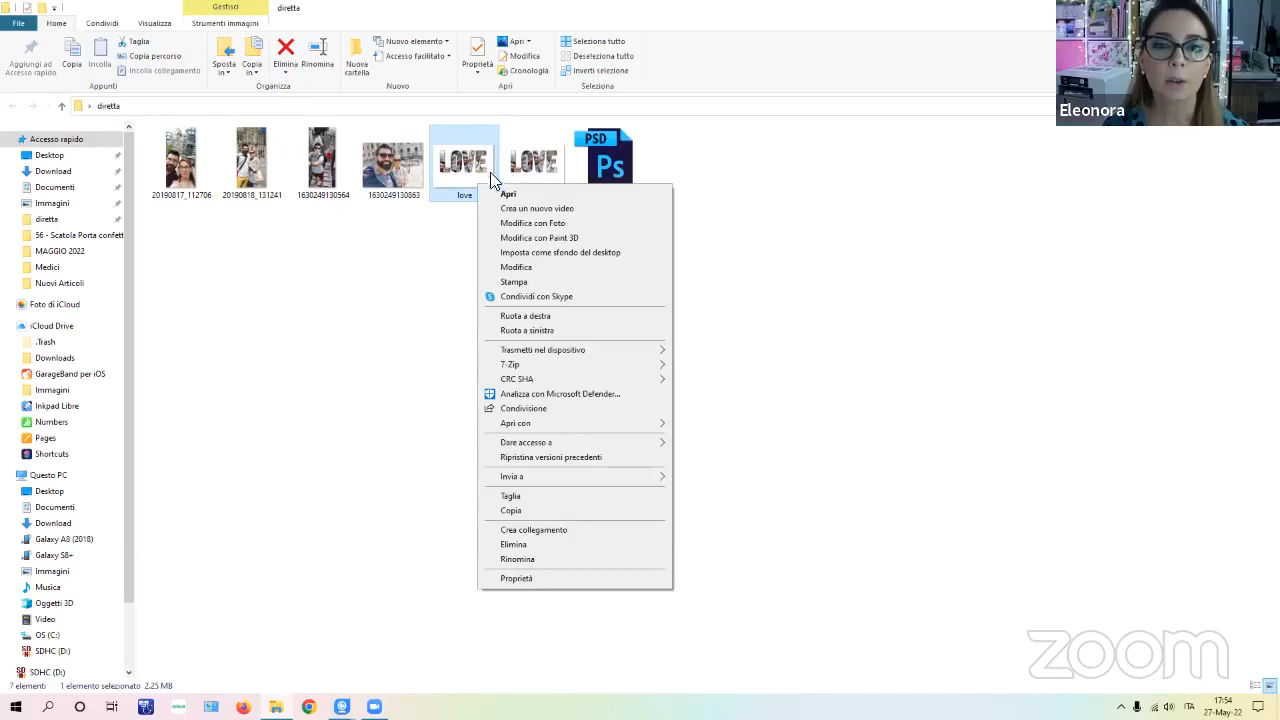 Gestisci
diretta
File
Home
Condividi
Visualizza
Strumenti immagini
Aggiungi ad
Accesso rapido
Copia
Incolla
Taglia
Copia percorso
Incolla collegamento
Appunti
Sposta
in
Copia
in
Elimina
Rinomina
Organizza
Nuova
cartella
Nuovo elemento
Accesso facilitato
Nuovo
Proprietà
Apri
Modifica
Cronologia
Apri
Seleziona tutto
Deseleziona tutto
Inverti selezione
Seleziona
Eleonora
diretta
Accesso rapido
Desktop
Download
Documenti
Immagini
diretta
56 - Scatola Porta confett
MAGGIO 2022
Medici
Nuovi Articoli
Foto di iCloud
iCloud Drive
.Trash
Downloads
GarageBand per iOS
Immagini
Inkpad Libre
Numbers
Pages
Shortcuts
Questo PC
Desktop
Documenti
Download
Galaxy A8 (2018)
Galaxy S8+
Immagini
Musica
Oggetti 3D
Video
OS (C:)
SDHC (D:)
SDHC (D:)
20190817_112706
20190818_131241
1630249130564
1630249130863
LOVE
love
LOVE
PSD
Ps
Apri
Crea un nuovo video
Modifica con Foto
Modifica con Paint 3D
Imposta come sfondo del desktop
Modifica
Stampa
Condividi con Skype
Ruota a destra
Ruota a sinistra
Trasmetti nel dispositivo
7-Zip
CRC SHA
Analizza con Microsoft Defender...
Condivisione
Apri con
Dare accesso a
Ripristina versioni precedenti
Invia a
Taglia
Copia
Crea collegamento
Elimina
Rinomina
Proprietà
zoom
7 elementi
1 elemento selezionato 2,25 MB
ITA
17:54
27-May-22